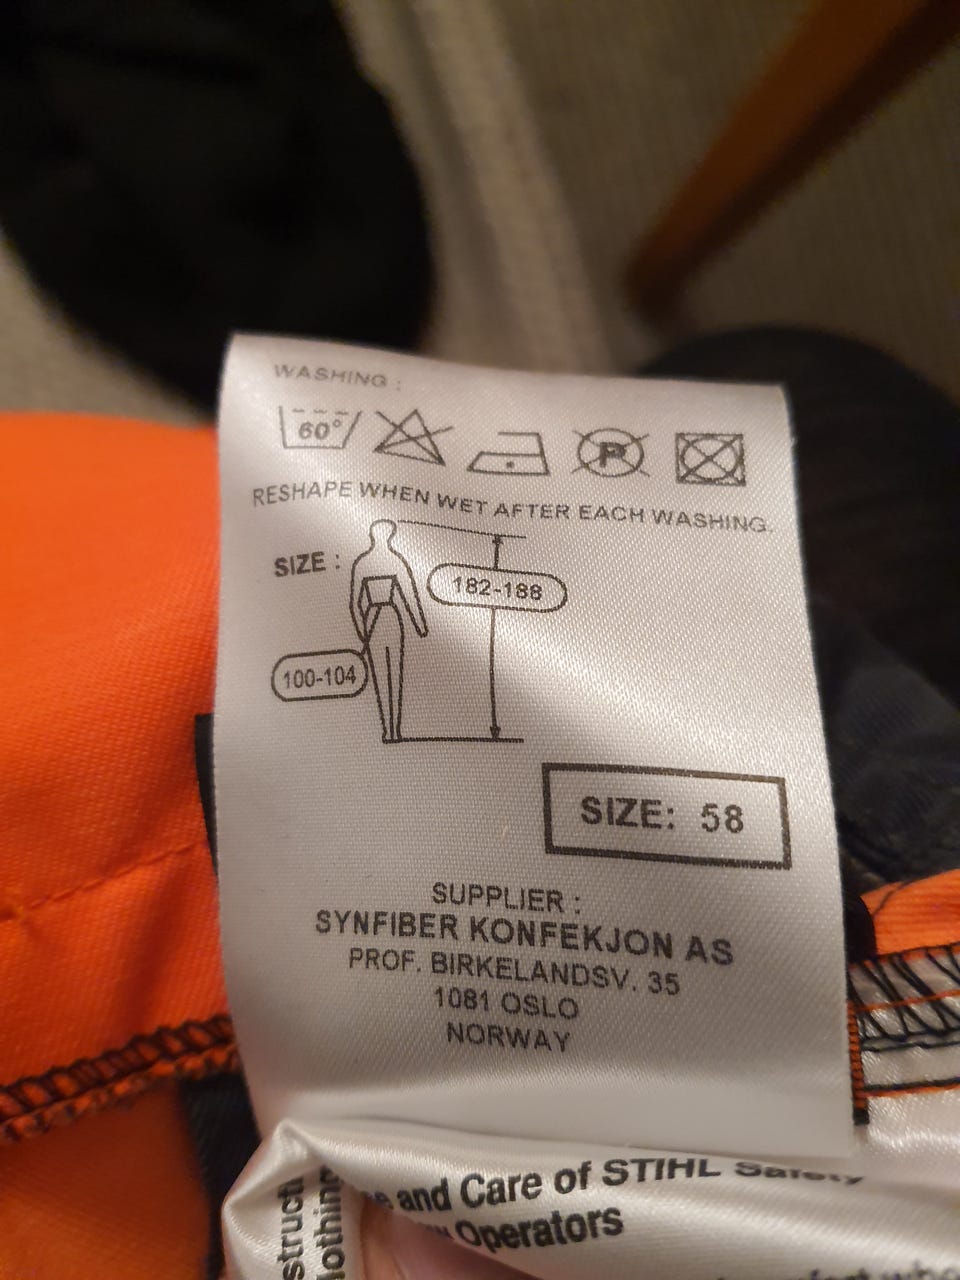 WASHING :
60°
P
RESHAPE WHEN WET AFTER EACH WASHING.
SIZE :
182-188
100-104
SIZE: 58
SUPPLIER :
SYNFIBER KONFEKJON AS
PROF. BIRKELANDSV. 35
1081 OSLO
NORWAY
and Care of STIHL Safety
Operators